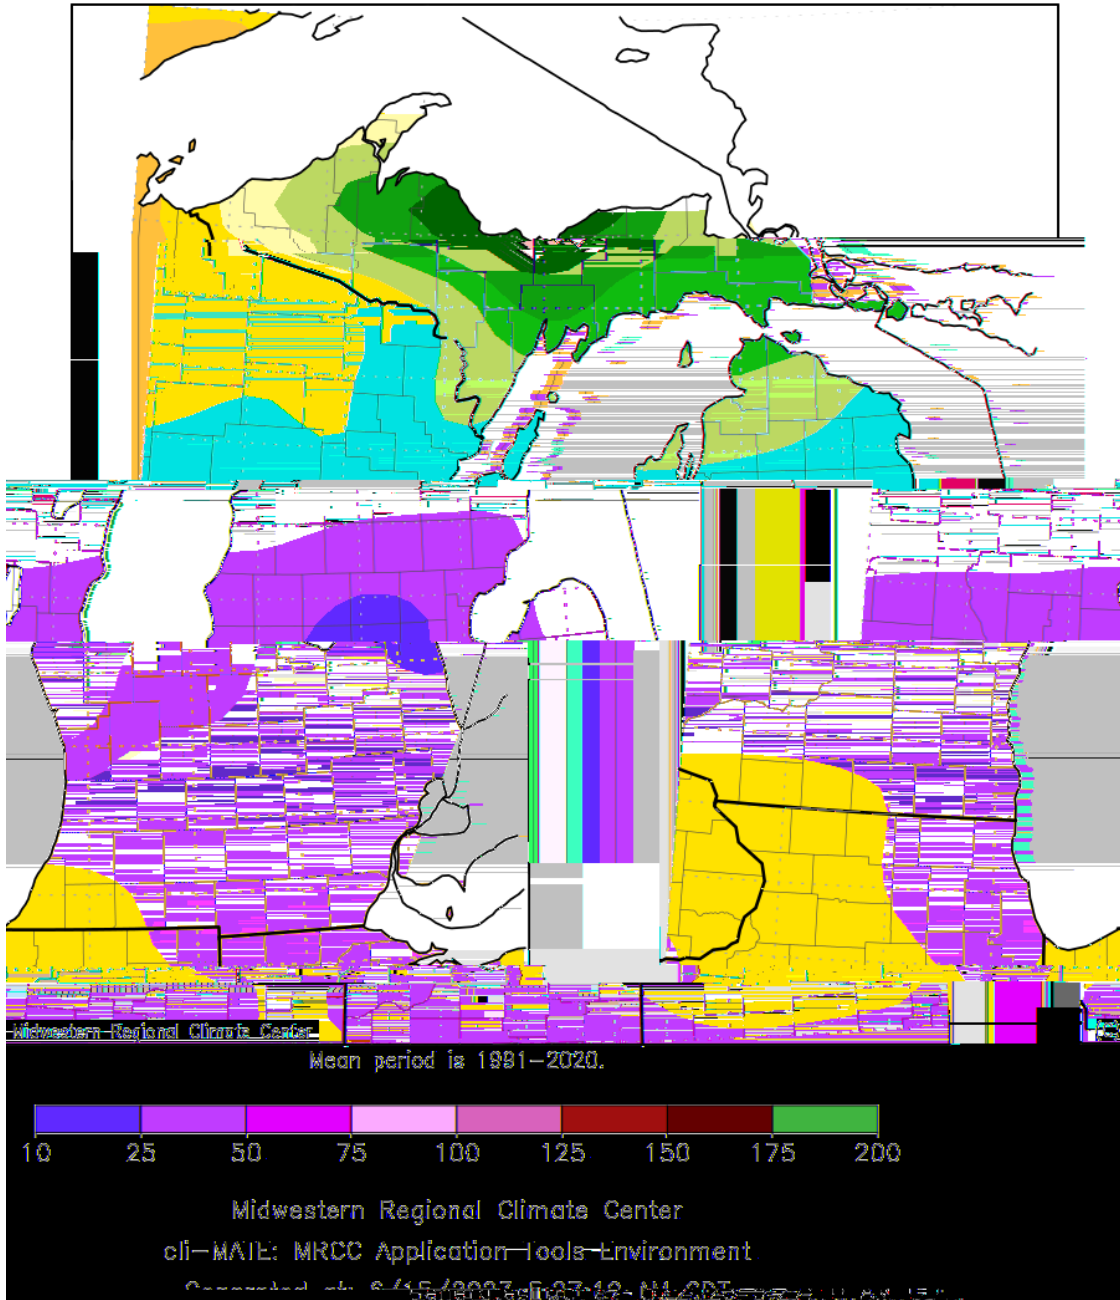 Midwestern Regional Climate Center
Mean period is 1991-2020.
10 25 50 75 100 125 150 175 200
Midwestern Regional Climate Center
cli-MATE: MRCC Application Tools Environment